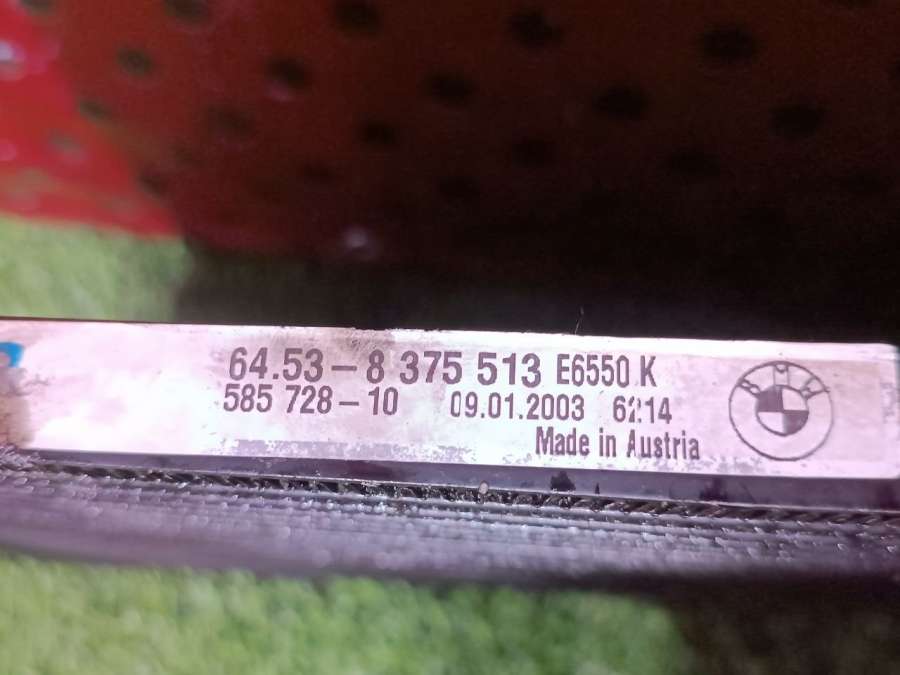 64.53-8 375 513 E6550 K
585 728-10 09.01.2003 6214
Made in Austria
BMW